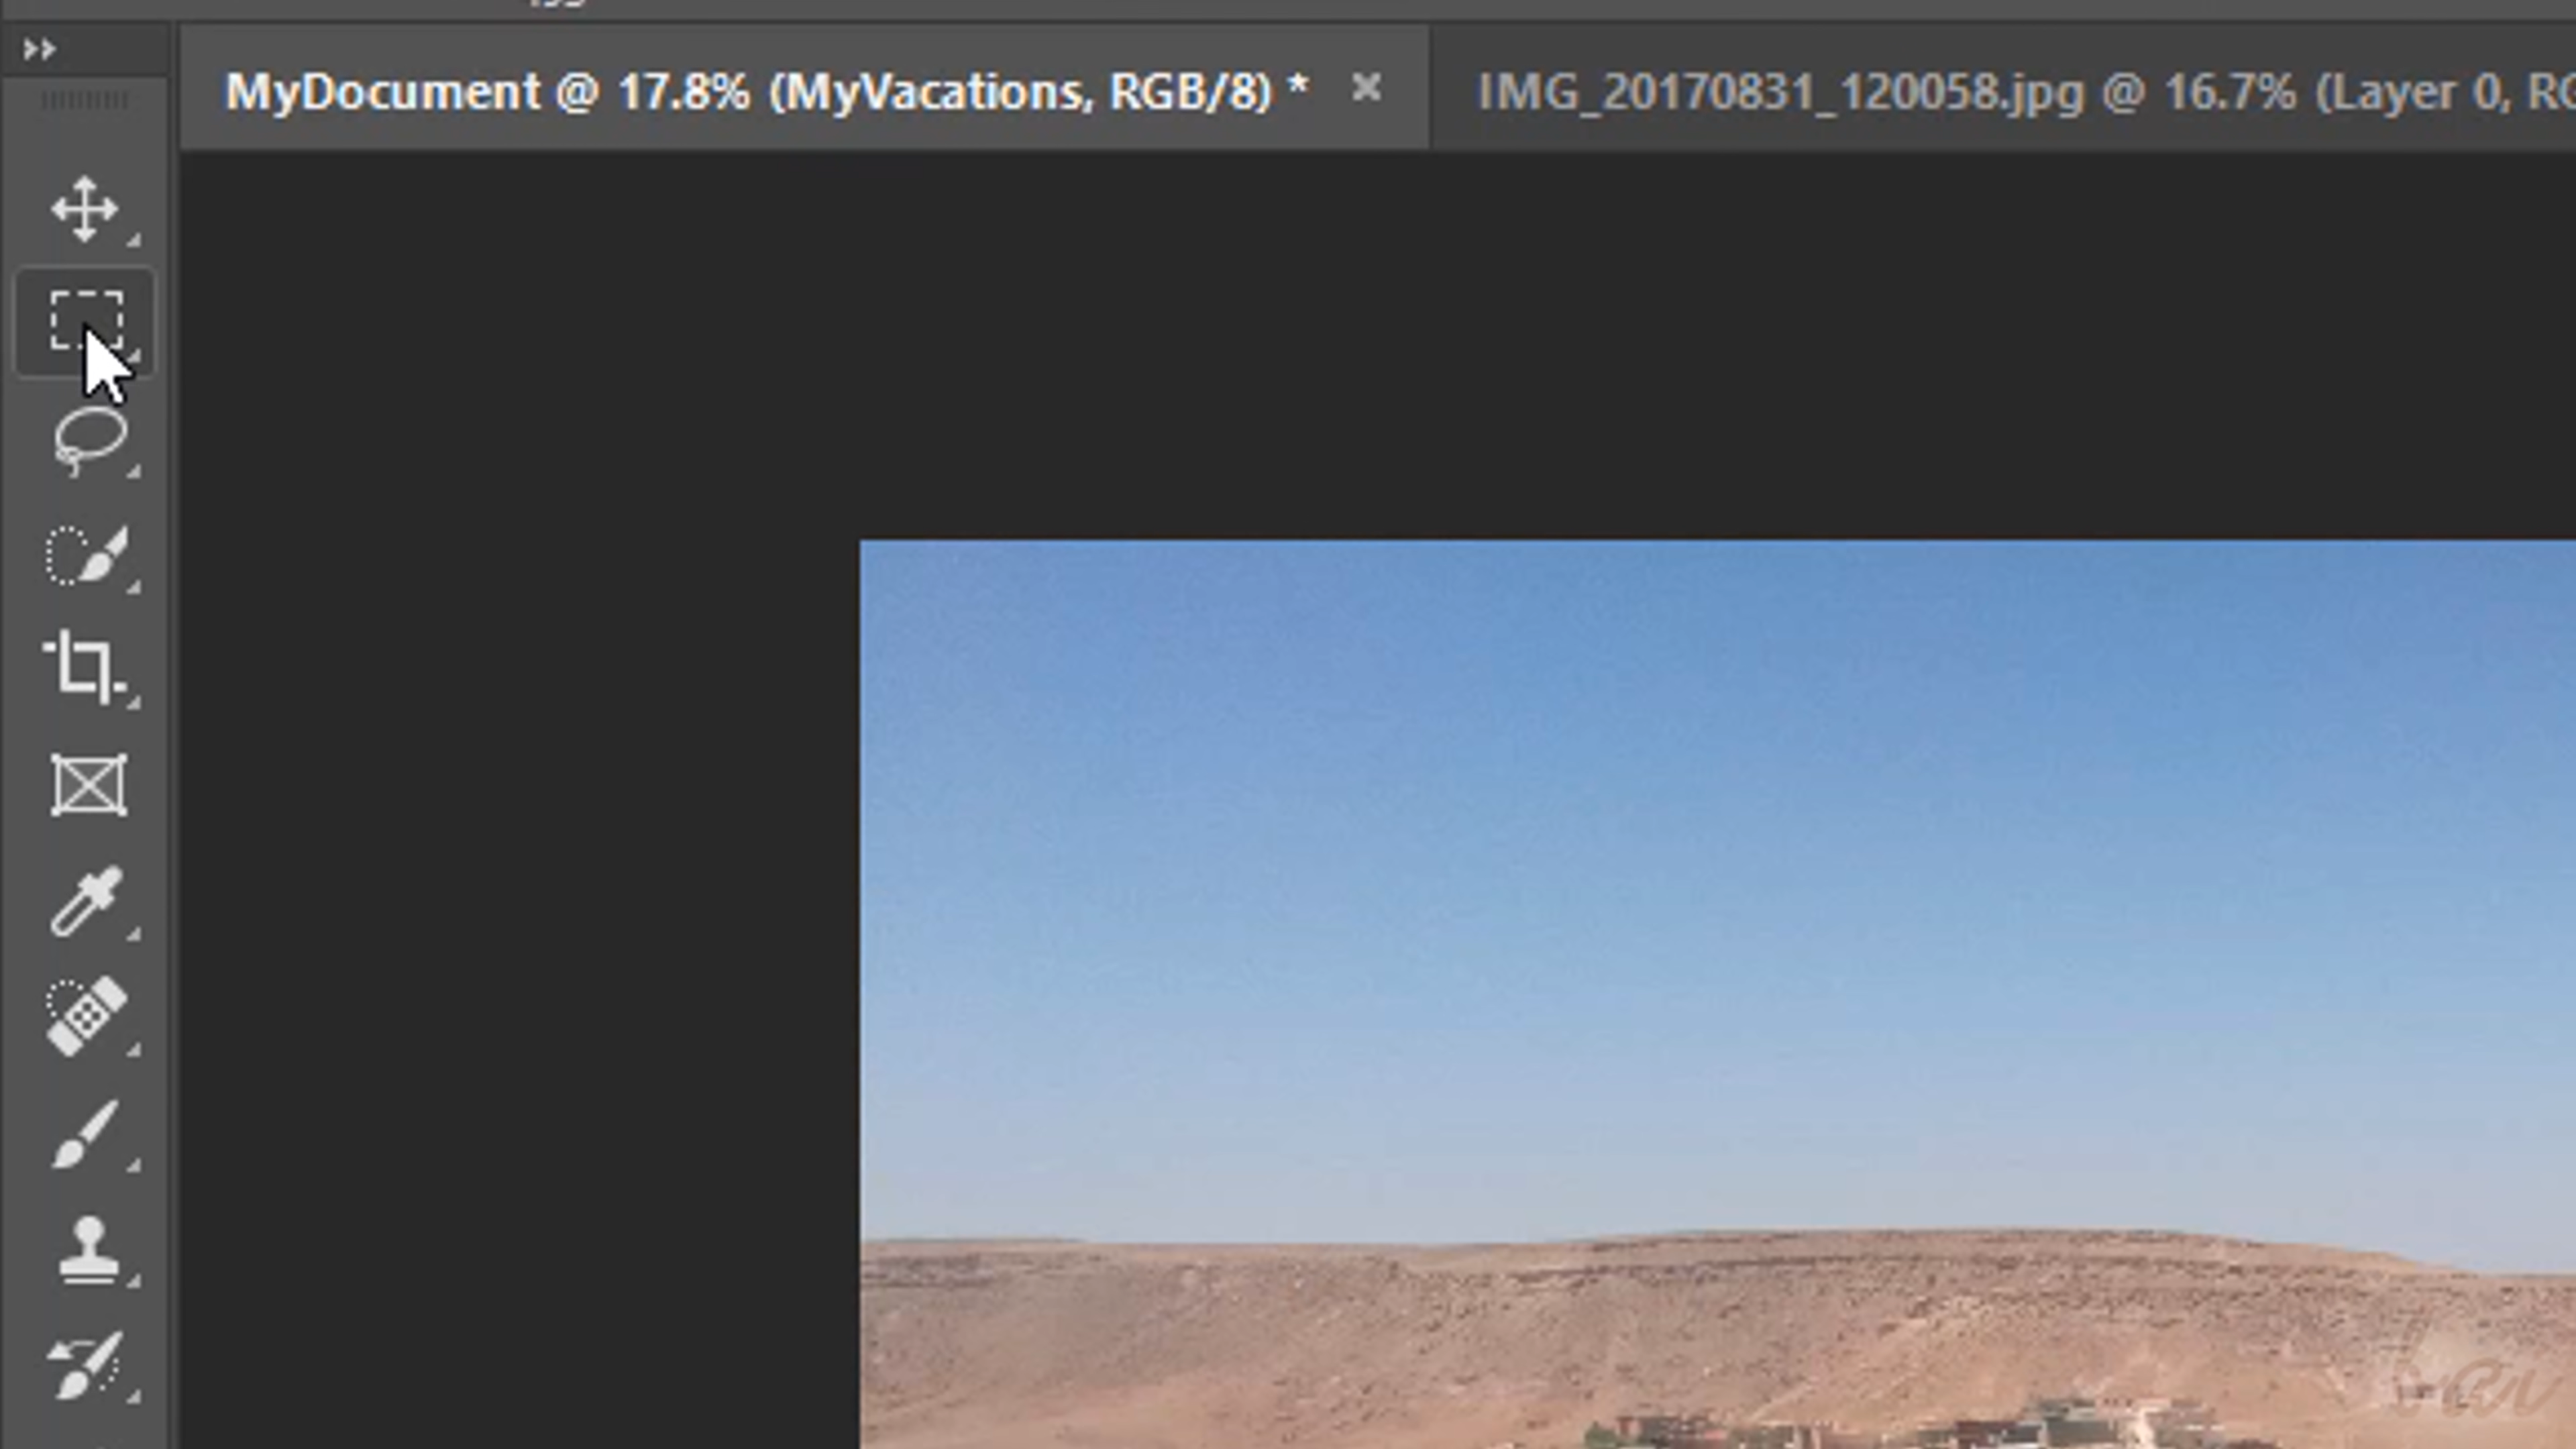 MyDocument @ 17.8% (MyVacations, RGB/8) *
IMG_20170831_120058.jpg @ 16.7% (Layer 0, RG